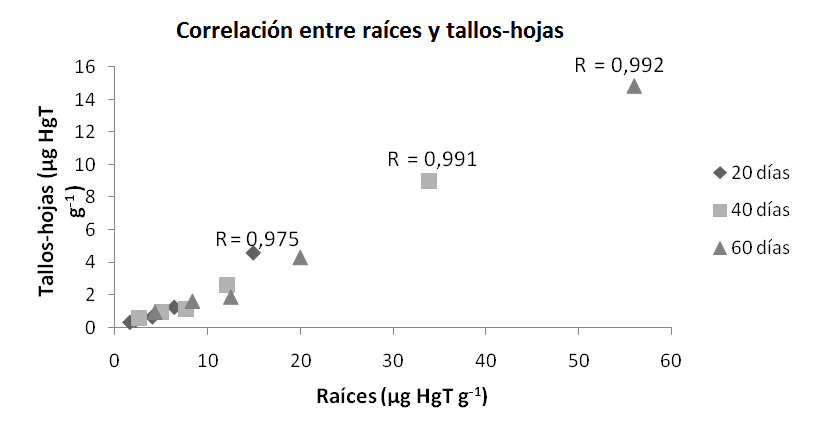 Correlación entre raíces y tallos-hojas
R = 0,992
R = 0,991
R = 0,975
Tallos-hojas (µg HgT
g⁻¹)
16
14
12
10
8
6
4
2
0
0 10 20 30 40 50 60
Raíces (µg HgT g⁻¹)
20 días
40 días
60 días